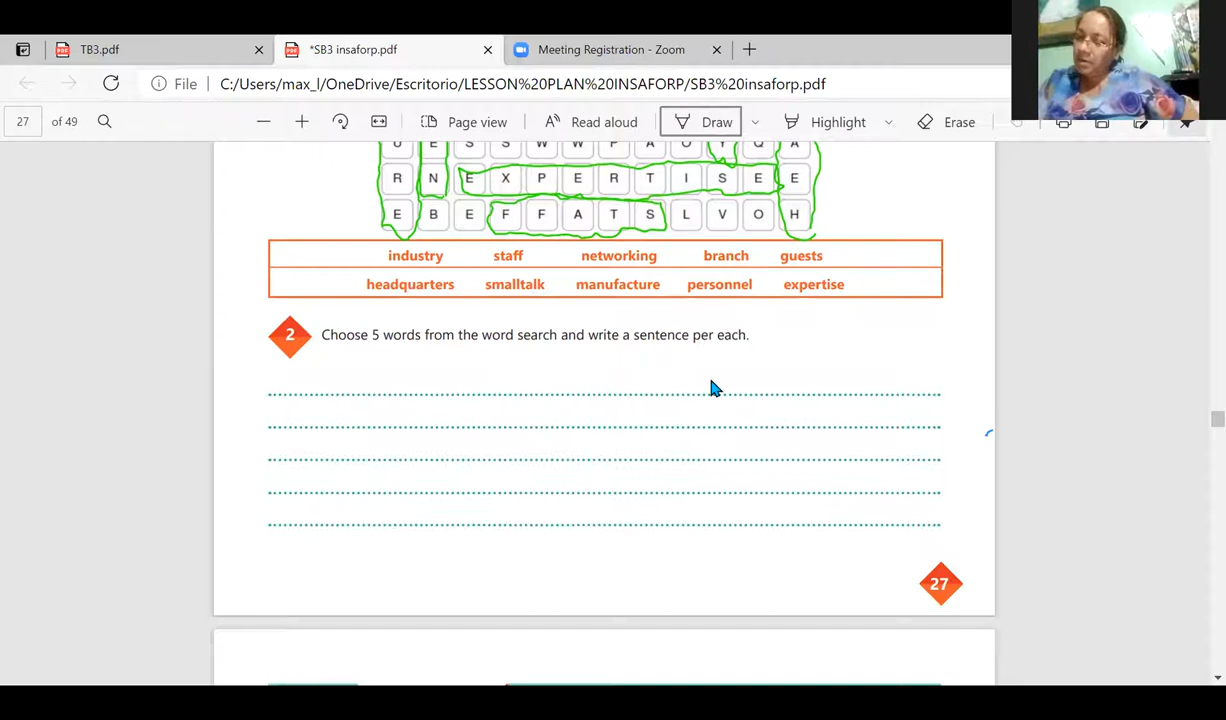 TB3.pdf
*SB3 insaforp.pdf
Meeting Registration - Zoom
File
C:/Users/max_l/OneDrive/Escritorio/LESSON%20PLAN%20INSAFORP/SB3%20insaforp.pdf
27 of 49
Page view
Read aloud
Draw
Highlight
Erase
U E S S W W P A O Y Q A
R N E X P E R T I S E E
E B E F F A T S L V O H
industry staff networking branch guests
headquarters smalltalk manufacture personnel expertise
2 Choose 5 words from the word search and write a sentence per each.
27